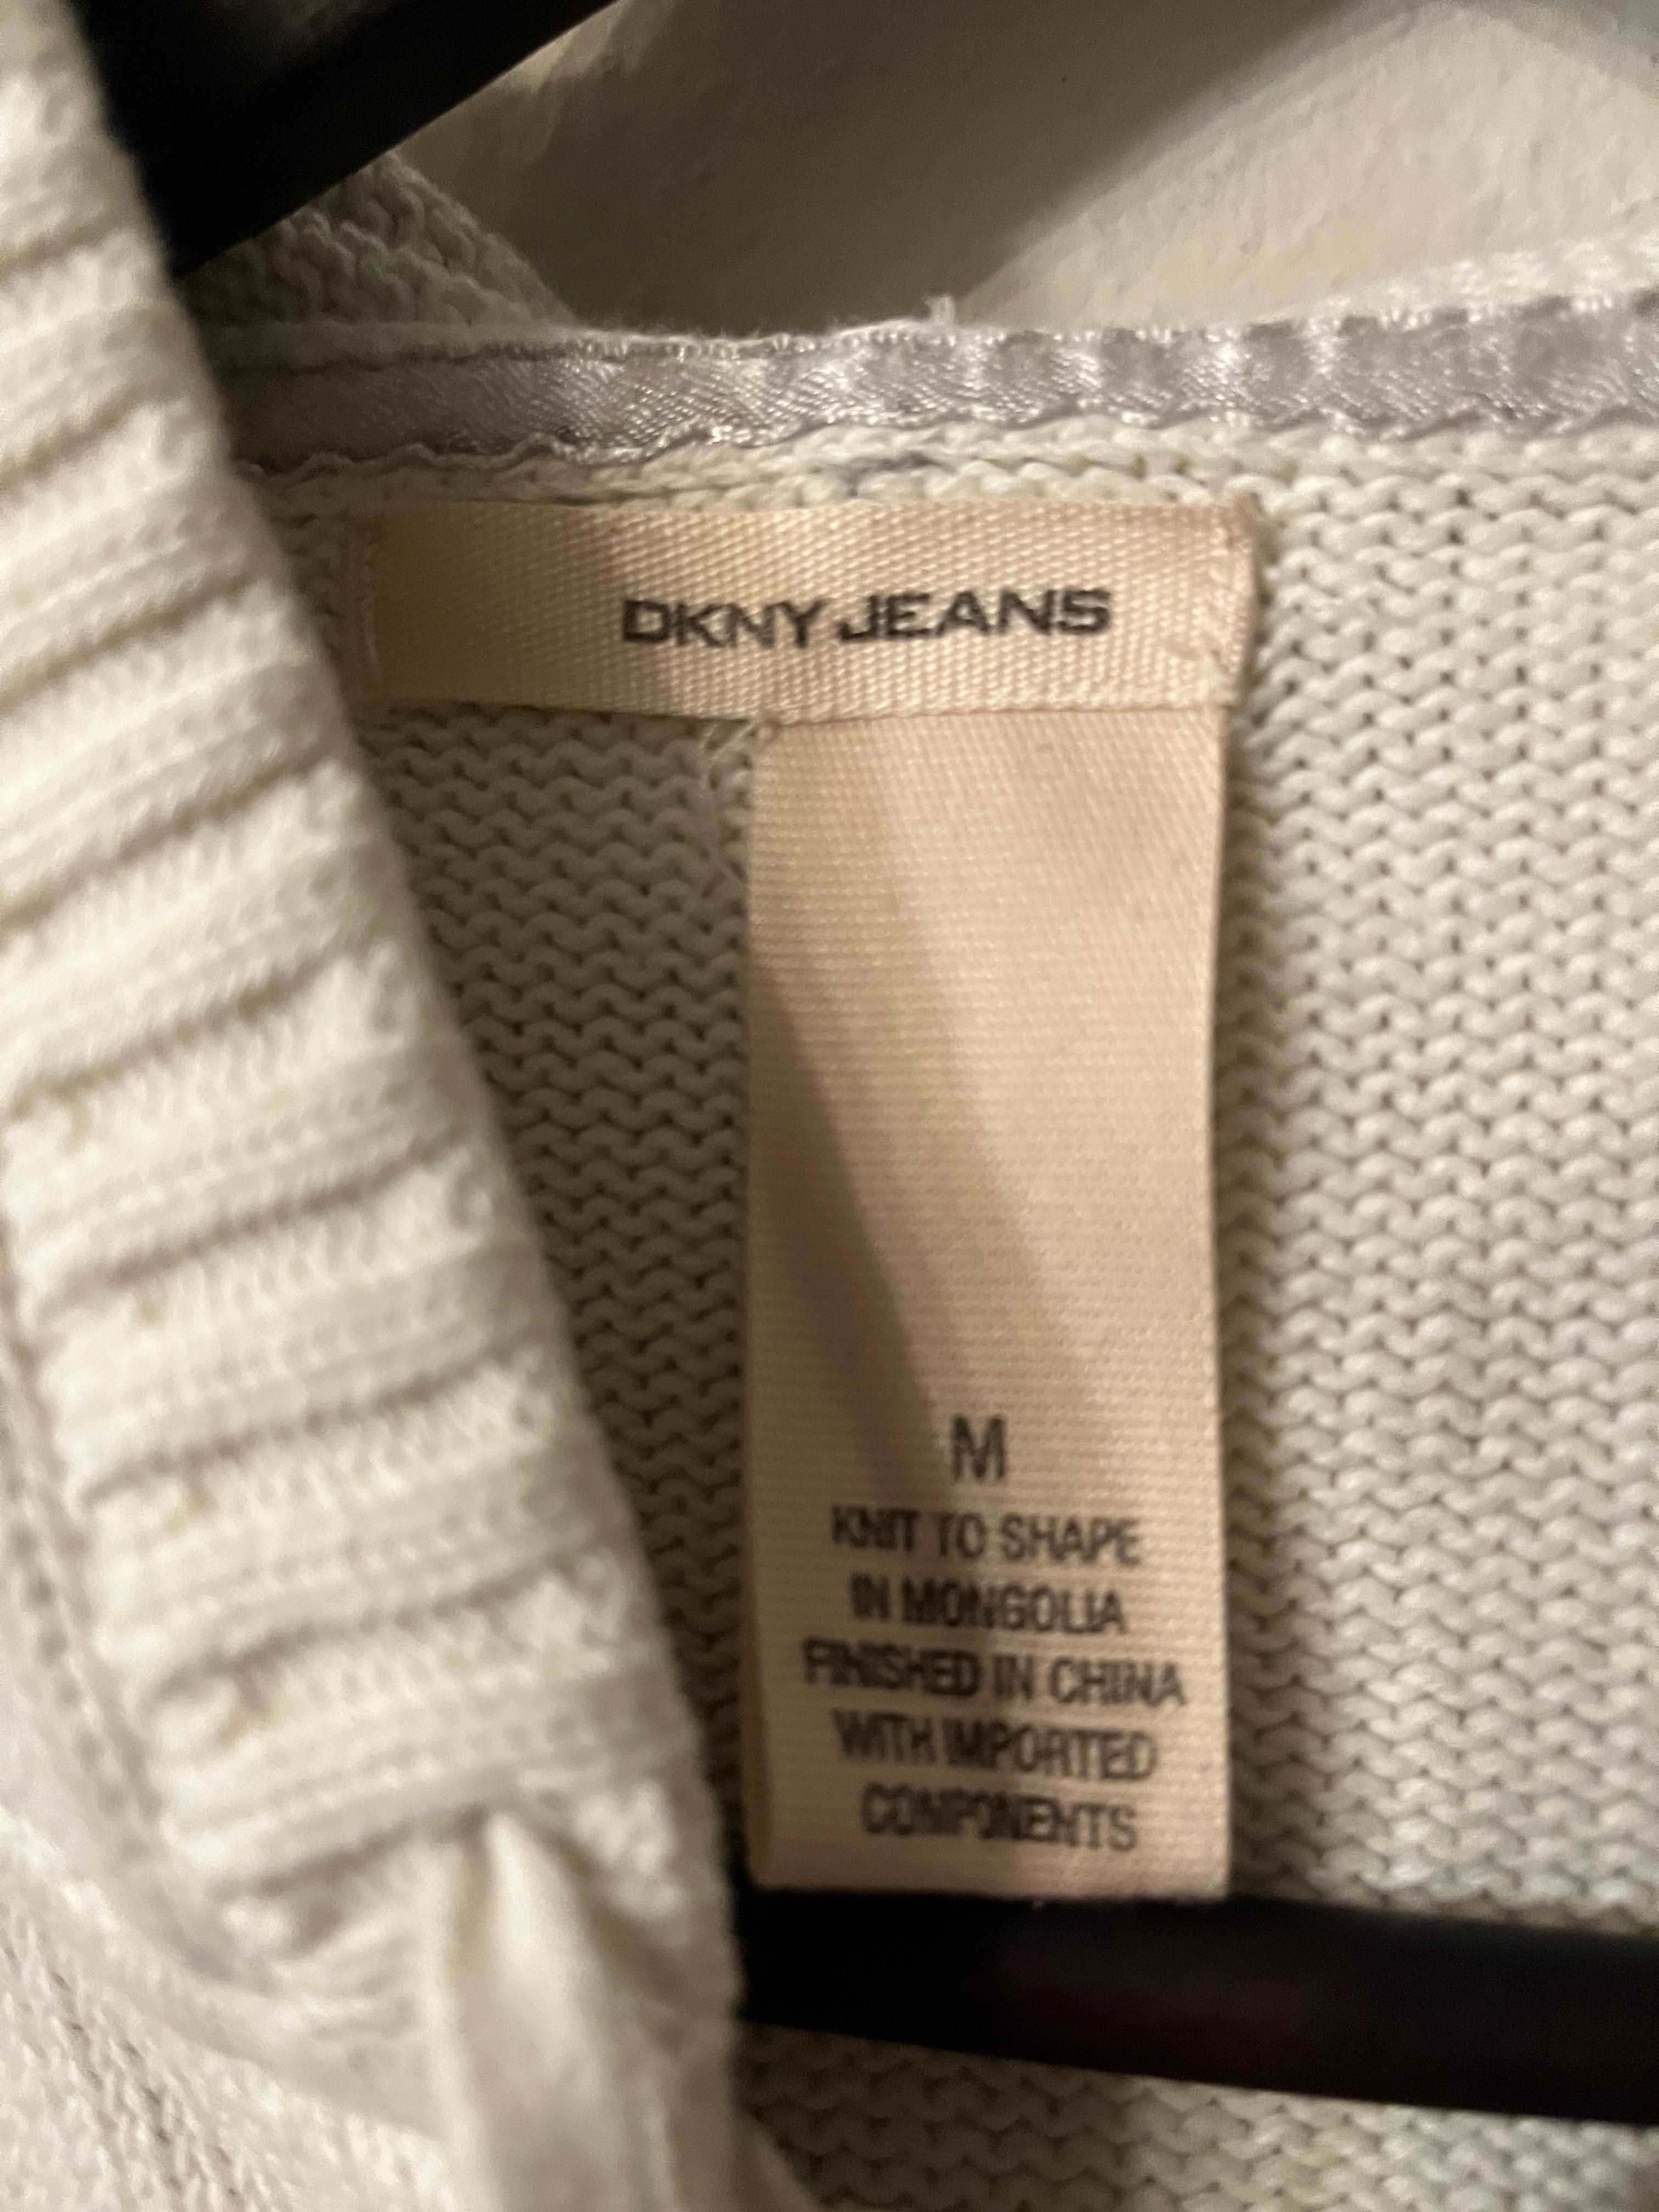 DKNY JEANS
M
KNIT TO SHAPE
IN MONGOLIA
FINISHED IN CHINA
WITH IMPORTED
COMPONENTS